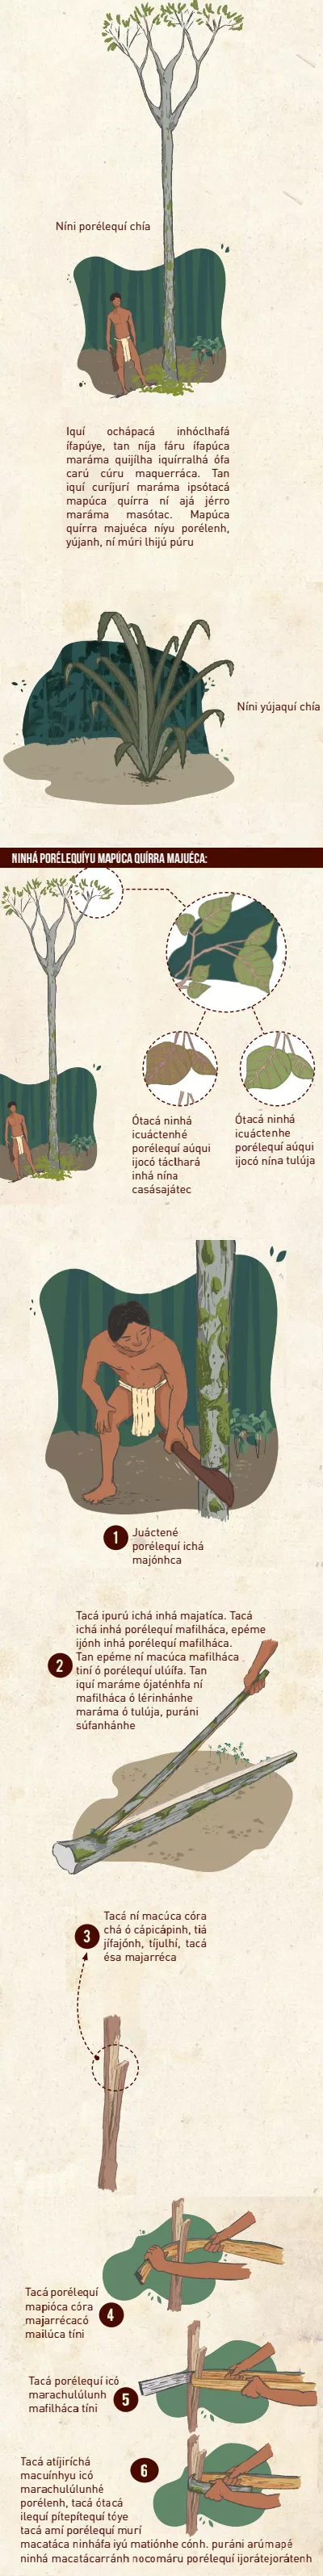 Níni porélequí chía
Iquí ochápacá inhóclhafá
ífapúye, tan níja fáru ífapúca
maráma quijílha iquírralhá ófa
carú cúru maquerráca. Tan
iquí curíjurí maráma ipsótacá
mapúca quírra ní ajá jérro
maráma masótac. Mapúca
quírra majuéca níyu porélenh,
yújanh, ní múri lhijú púru
Níni yújaquí chía
NINHÁ PORÉLEQUÍYU MAPÚCA QUÍRRA MAJUÉCA:
Ótacá ninhá
icuáctenhé
porélequí aúqui
ijocó táclhará
inhá nína
casásajátec
Ótacá ninhá
icuáctenhe
porélequí aúqui
ijocó nína tulúja
1
Juáctené
porélequí ichá
majónhca
Tacá ipurú ichá inhá majatíca. Tacá
ichá inhá porélequí mafilháca, epéme
ijónh inhá porélequí mafilháca.
Tan epéme ní macúca mafilháca
tiní ó porélequí ulúífa. Tan
iquí maráme ójaténhfa ní
mafilháca ó lérinhánhe
maráma ó tulúja, puráni
súfanhánhe
2
Tacá ní macúca córa
chá ó cápicápinh, tiá
jífajónh, tíjulhí, tacá
ésa majarréca
3
Tacá porélequí
mapióca córa
majarrécacó
mailúca tíni
4
Tacá porélequí icó
marachulúlunh
mafilháca tíni
5
Tacá atíjiríchá
macuínhyu icó
marachulúlunhé
porélenh, tacá ótacá
ilequí pítepítequí tóye
tacá amí porélequí murí
macatáca ninháfa iyú matiónhe cónh. puráni arúmapé
ninhá macatácarránh nocomáru porélequí ijorátejorátenh
6